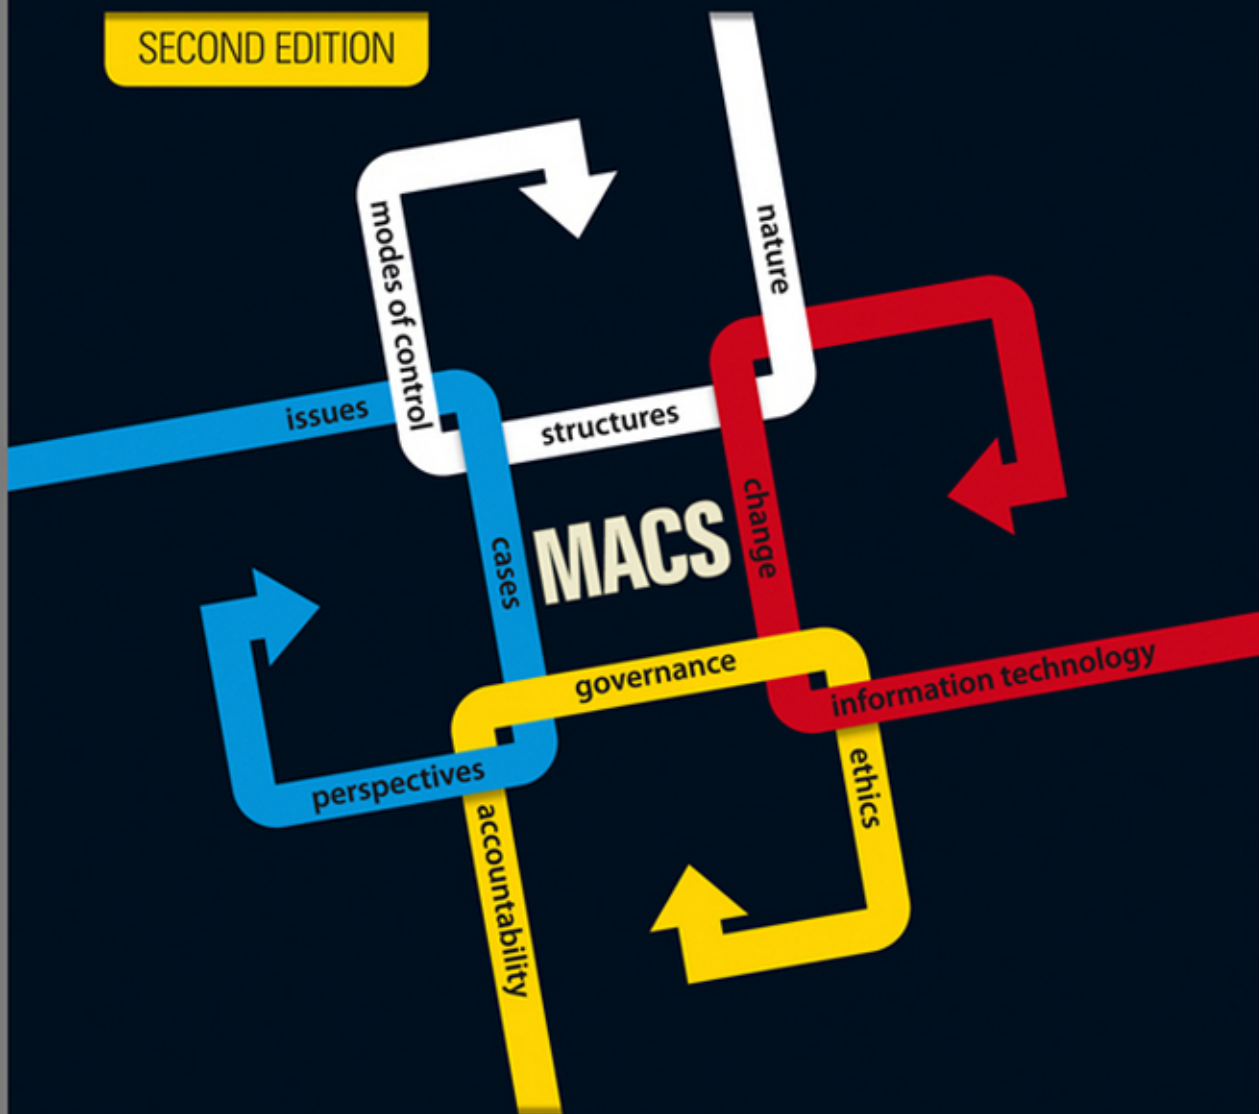 SECOND EDITION
nature
modes of control
issues
structures
change
cases
MACS
governance
information technology
perspectives
ethics
accountability